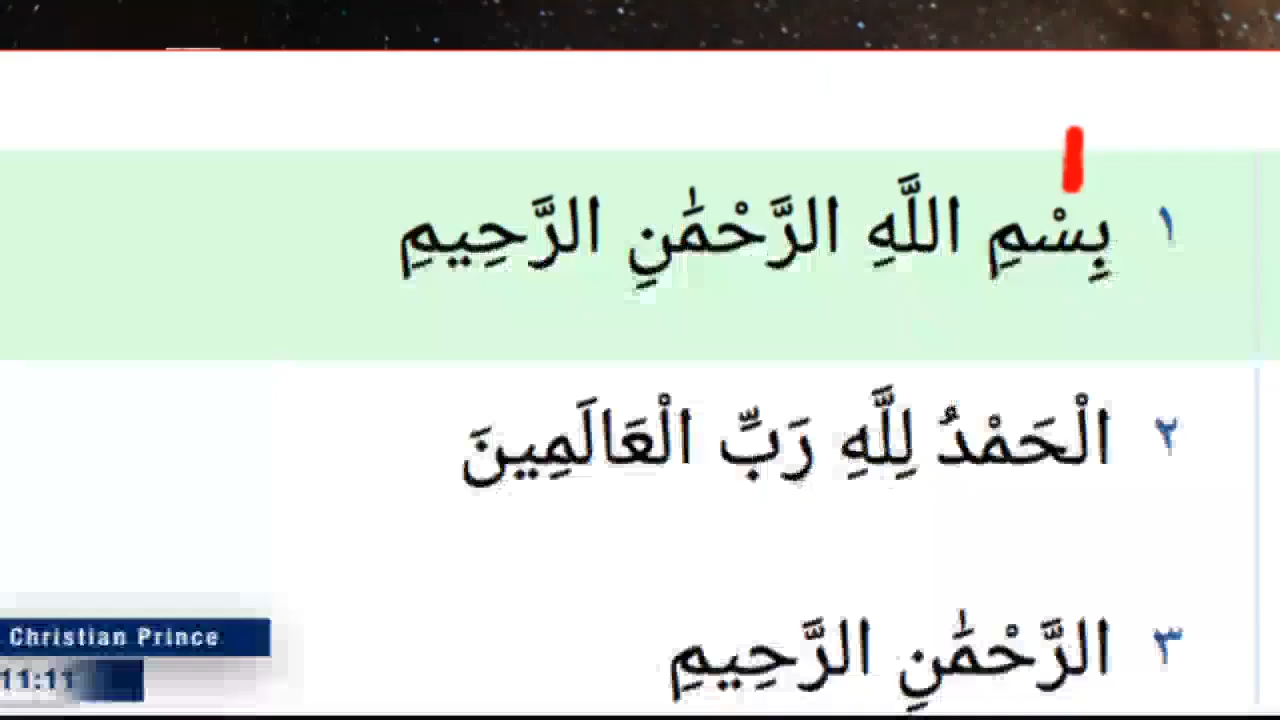 ١ بِسْمِ اللَّهِ الرَّحْمَٰنِ الرَّحِيمِ
٢ الْحَمْدُ لِلَّهِ رَبِّ الْعَالَمِينَ
٣ الرَّحْمَٰنِ الرَّحِيمِ
Christian Prince
11:11